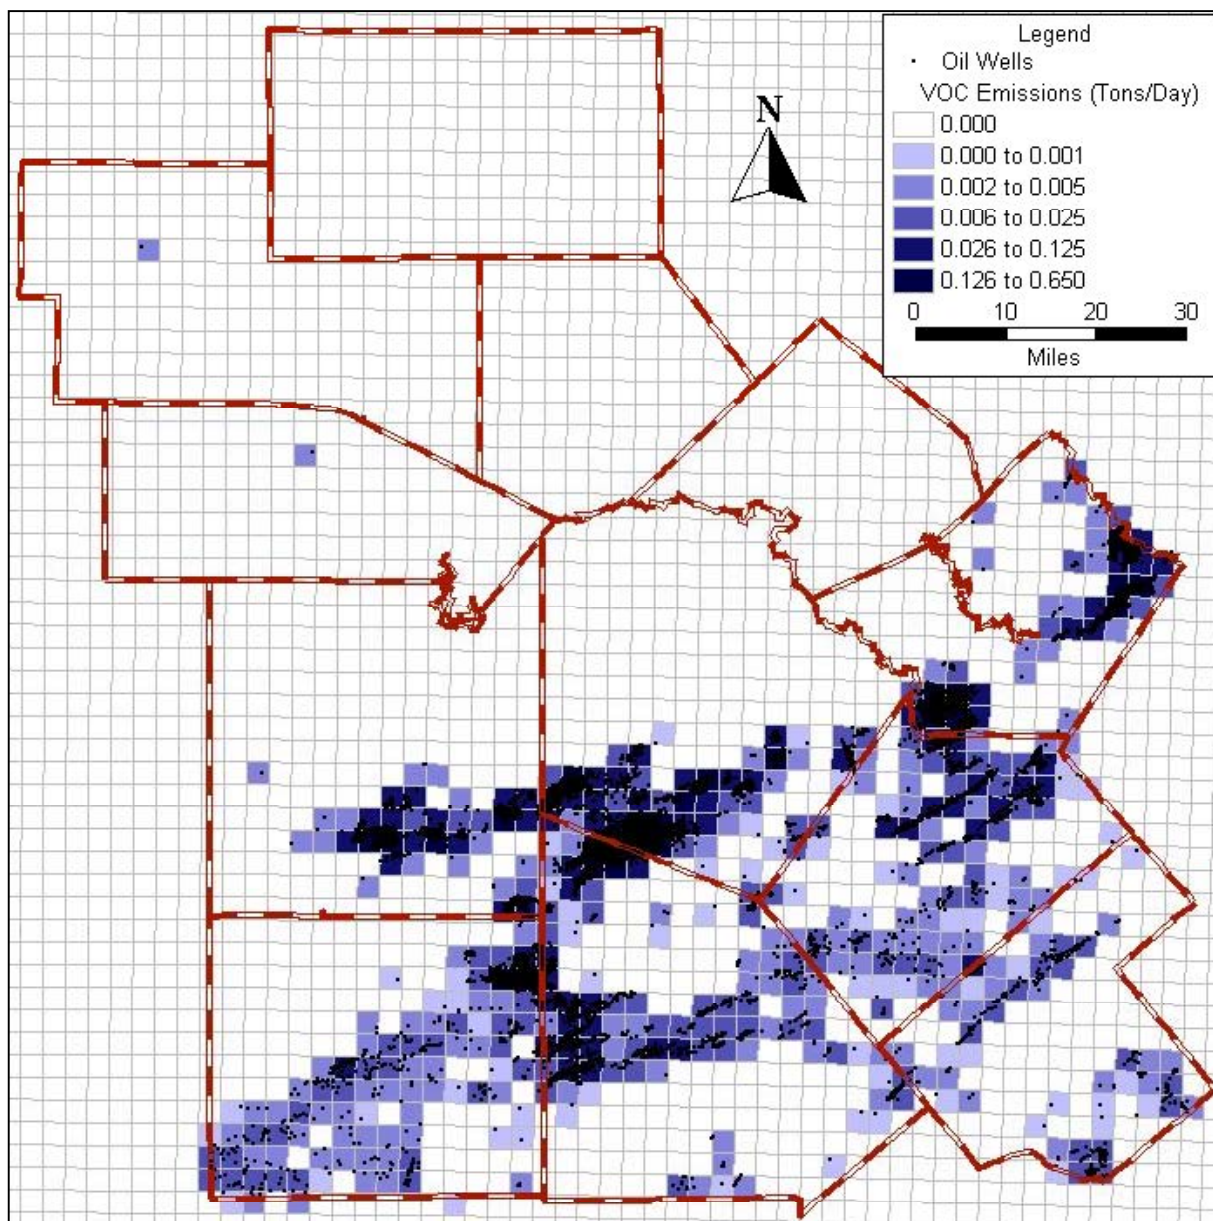 N
Legend
Oil Wells
VOC Emissions (Tons/Day)
0.000
0.000 to 0.001
0.002 to 0.005
0.006 to 0.025
0.026 to 0.125
0.126 to 0.650
0 10 20 30
Miles